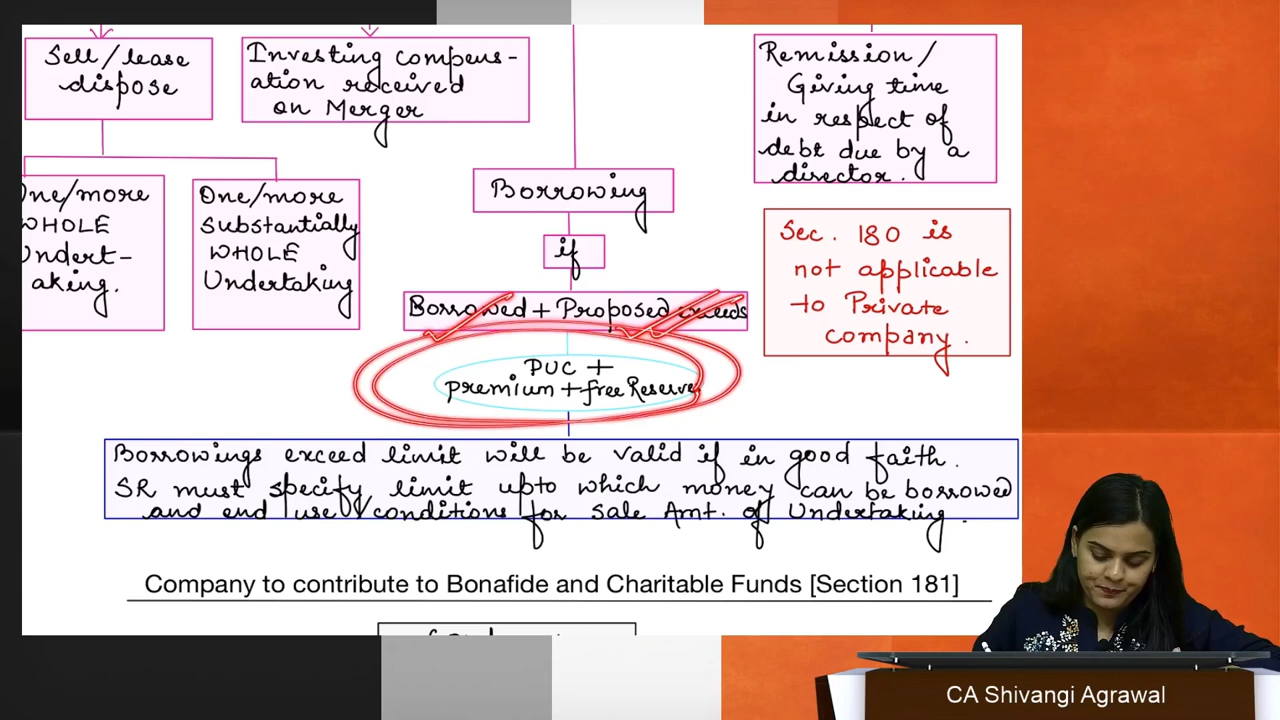 Sell/lease
dispose
Investing compens-
ation received
on Merger
Remission/
Giving time
in respect of
debt due by a
director.
One/more
WHOLE
Undert-
aking.
One/more
Substantially
WHOLE
Undertaking
Borrowing
if
Borrowed + Proposed exceeds
PUC +
premium + free Reserve
Sec. 180 is
not applicable
to Private
company.
Borrowings exceed limit will be valid if in good faith.
SR must specify limit upto which money can be borrowed
and end use/conditions for Sale Amt. of Undertaking.
Company to contribute to Bonafide and Charitable Funds [Section 181]
CA Shivangi Agrawal